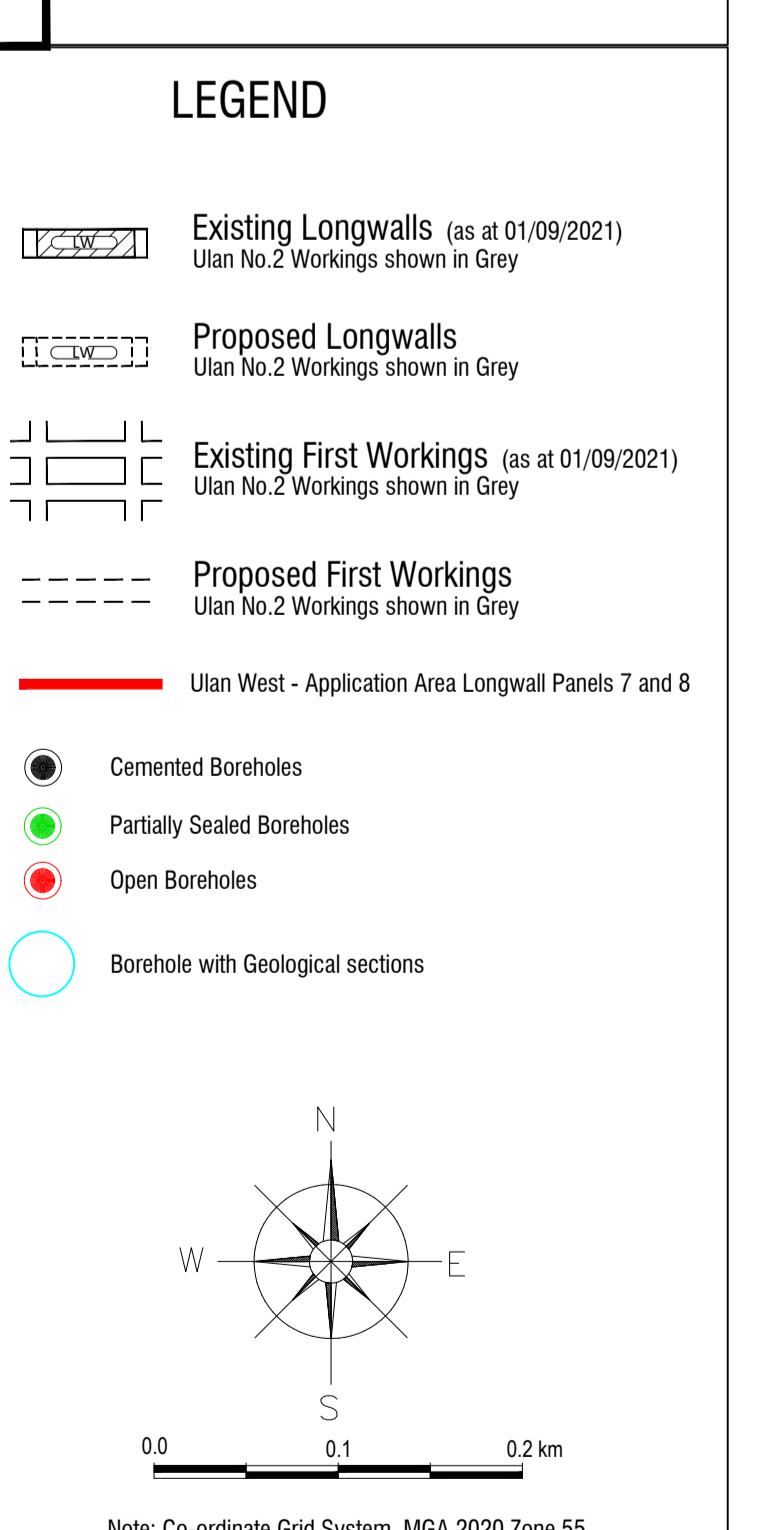 LEGEND
LW
Existing Longwalls (as at 01/09/2021)
Ulan No.2 Workings shown in Grey
LW
Proposed Longwalls
Ulan No.2 Workings shown in Grey
Existing First Workings (as at 01/09/2021)
Ulan No.2 Workings shown in Grey
Proposed First Workings
Ulan No.2 Workings shown in Grey
Ulan West - Application Area Longwall Panels 7 and 8
Cemented Boreholes
Partially Sealed Boreholes
Open Boreholes
Borehole with Geological sections
N
W E
S
0.0 0.1 0.2 km
Note: Co-ordinate Grid System, MGA 2020 Zone 55